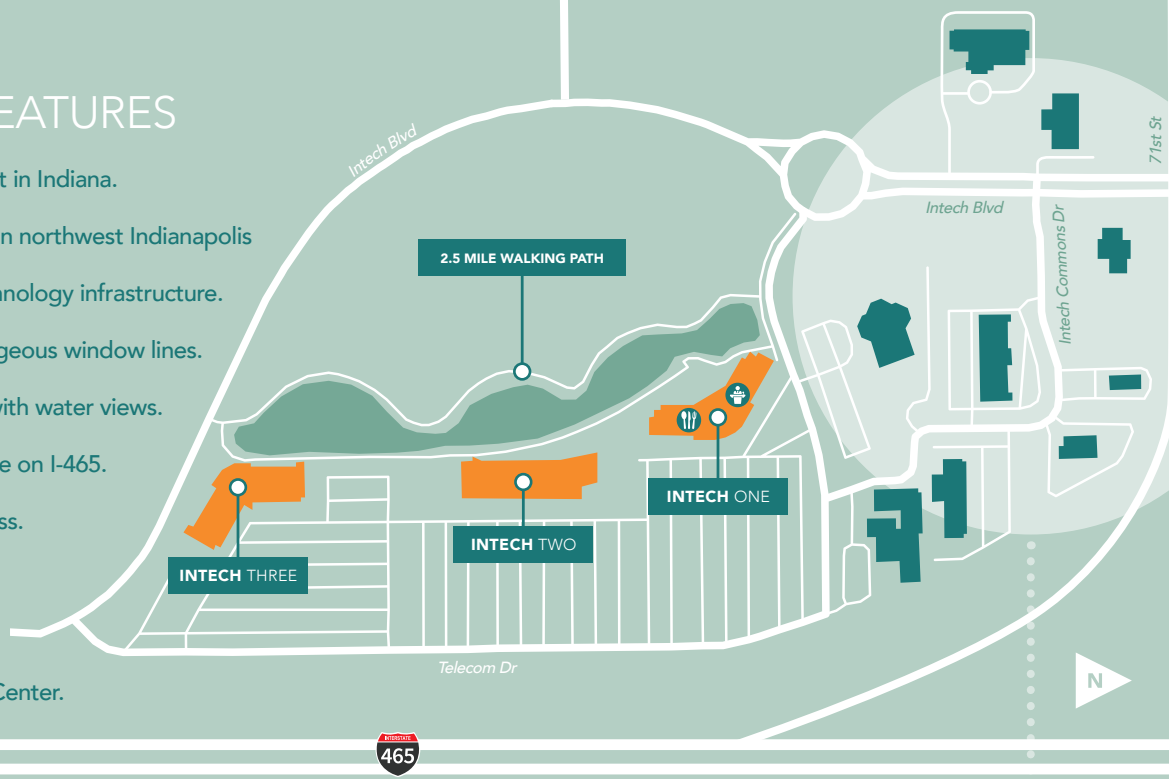 EATURES
t in Indiana.
n northwest Indianapolis
hnology infrastructure.
geous window lines.
with water views.
e on I-465.
ss.
Center.
Intech Blvd
2.5 MILE WALKING PATH
71st St
Intech Blvd
Intech Commons Dr
INTECH ONE
INTECH TWO
INTECH THREE
Telecom Dr
N
INTERSTATE
465